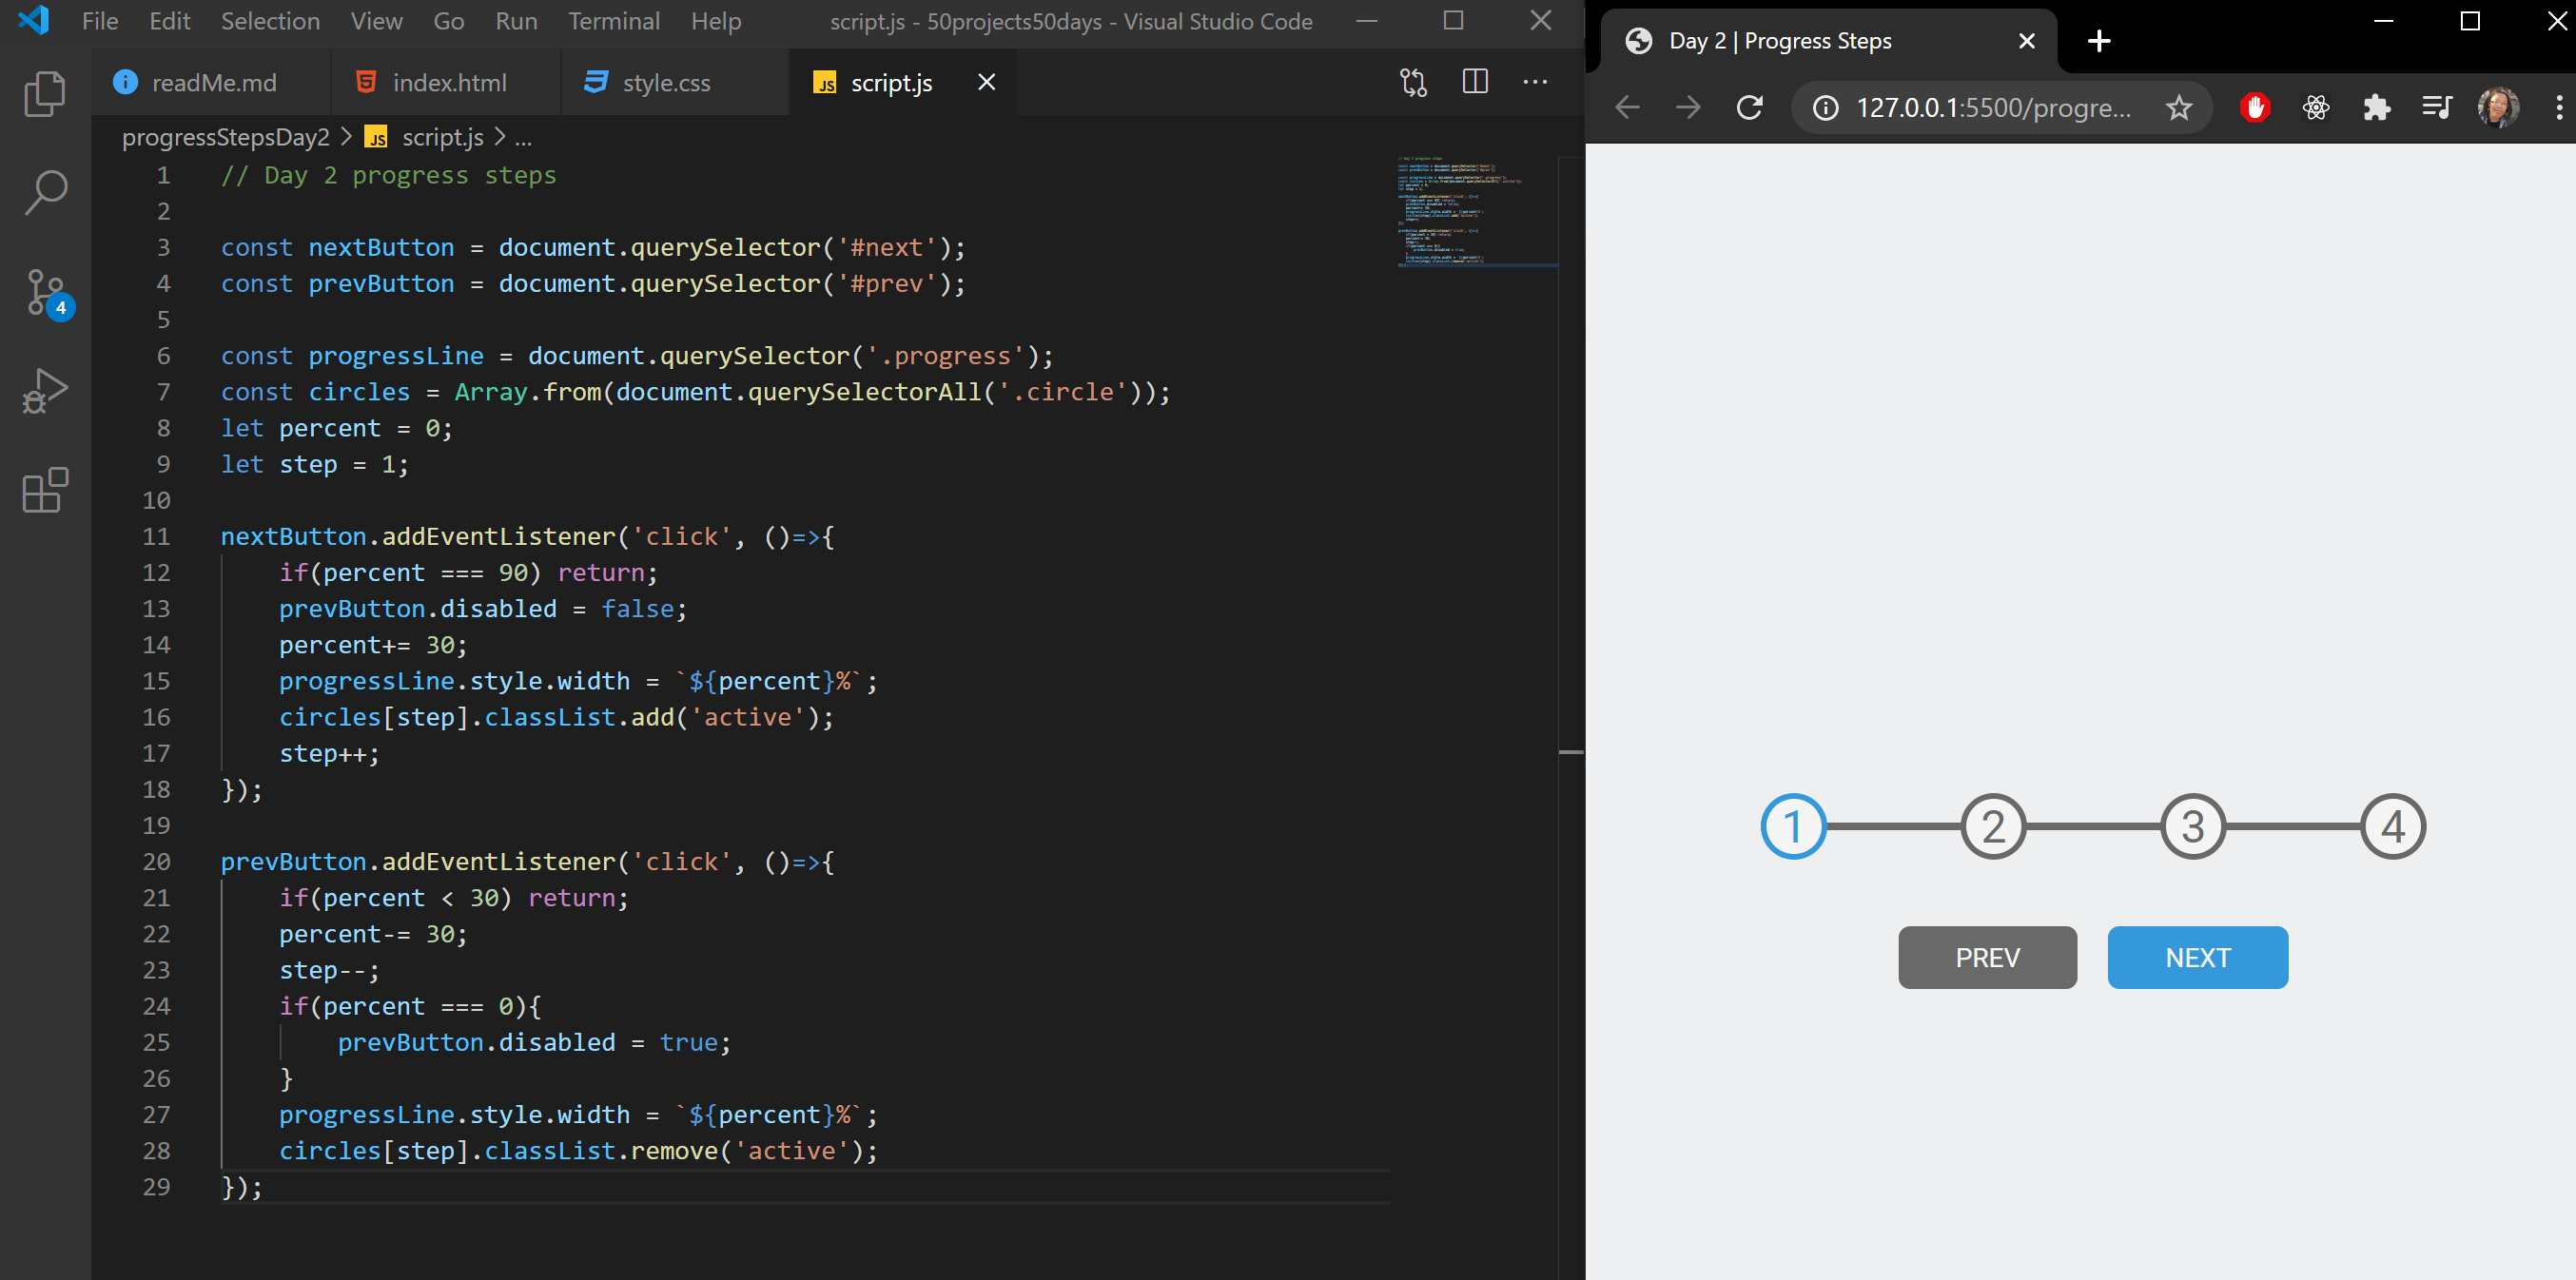 File Edit Selection View Go Run Terminal Help script.js - 50projects50days - Visual Studio Code
readMe.md index.html style.css JS script.js
progressStepsDay2 > JS script.js > ...
1 // Day 2 progress steps
2
3 const nextButton = document.querySelector('#next');
4 const prevButton = document.querySelector('#prev');
5
6 const progressLine = document.querySelector('.progress');
7 const circles = Array.from(document.querySelectorAll('.circle'));
8 let percent = 0;
9 let step = 1;
10
11 nextButton.addEventListener('click', ()=>{
12 if(percent === 90) return;
13 prevButton.disabled = false;
14 percent+= 30;
15 progressLine.style.width = `${percent}%`;
16 circles[step].classList.add('active');
17 step++;
18 });
19
20 prevButton.addEventListener('click', ()=>{
21 if(percent < 30) return;
22 percent-= 30;
23 step--;
24 if(percent === 0){
25 prevButton.disabled = true;
26 }
27 progressLine.style.width = `${percent}%`;
28 circles[step].classList.remove('active');
29 });
4
Day 2 | Progress Steps
127.0.0.1:5500/progre...
1 2 3 4
PREV NEXT